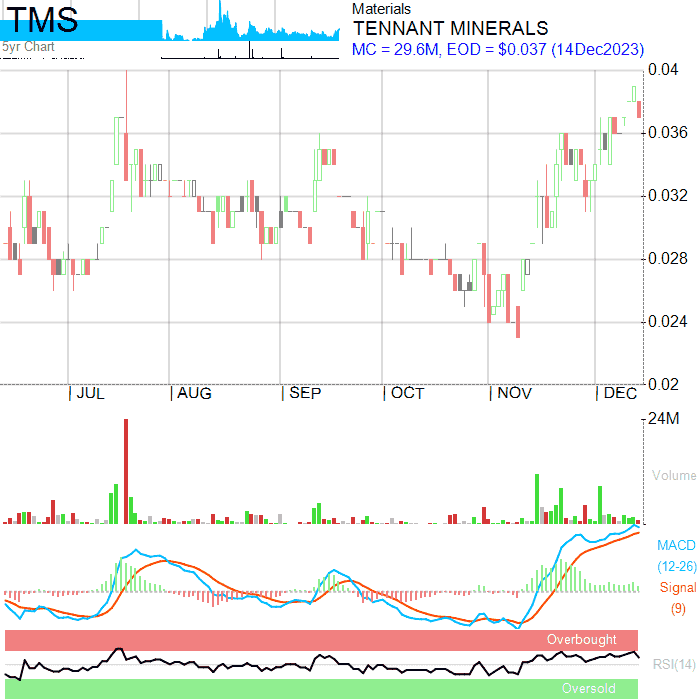 TMS
5yr Chart
Materials
TENNANT MINERALS
MC = 29.6M, EOD = $0.037 (14Dec2023)
0.04
0.036
0.032
0.028
0.024
0.02
JUL AUG SEP OCT NOV DEC
24M
Volume
MACD
(12-26)
Signal
(9)
Overbought
RSI(14)
Oversold